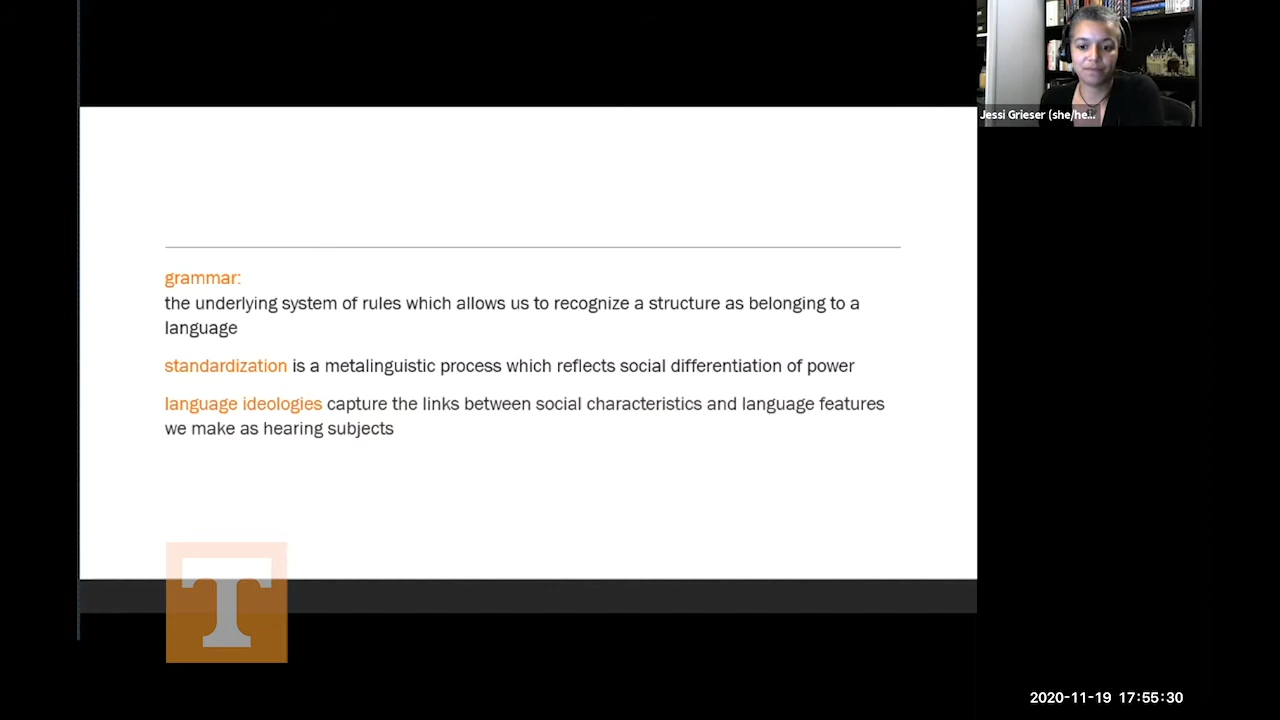 Jessi Grieser (she/he...
grammar:
the underlying system of rules which allows us to recognize a structure as belonging to a
language
standardization is a metalinguistic process which reflects social differentiation of power
language ideologies capture the links between social characteristics and language features
we make as hearing subjects
T
2020-11-19 17:55:30